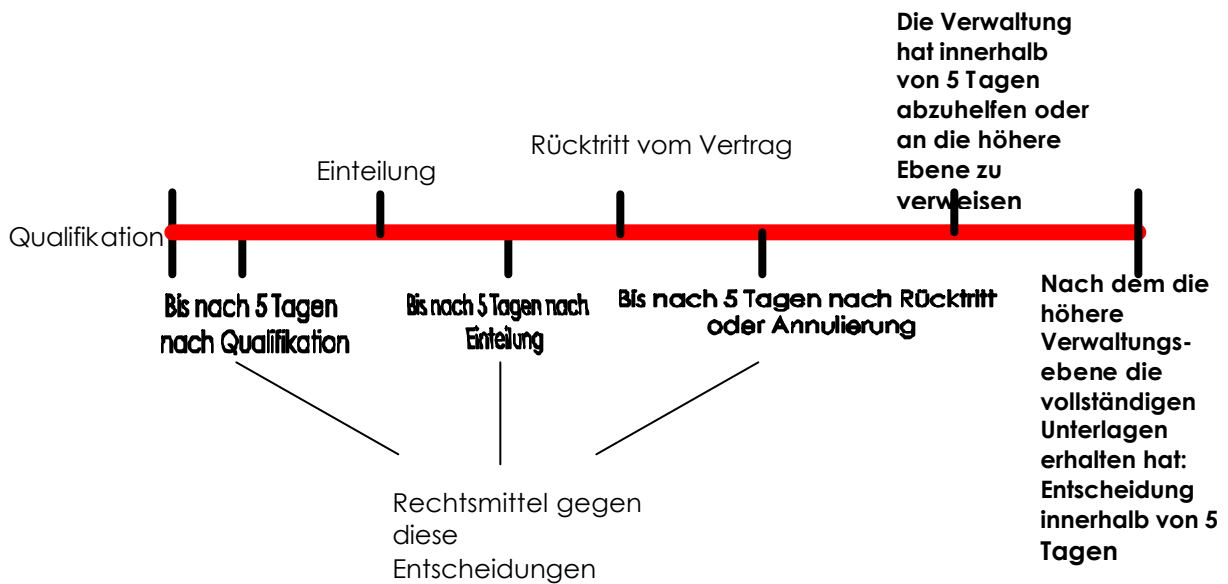 Die Verwaltung
hat innerhalb
von 5 Tagen
abzuhelfen oder
an die höhere
Ebene zu
verweisen
Rücktritt vom Vertrag
Einteilung
Qualifikation
Bis nach 5 Tagen
nach Qualifikation
Bis nach 5 Tagen nach
Einteilung
Bis nach 5 Tagen nach Rücktritt
oder Annulierung
Nach dem die
höhere
Verwaltungs-
ebene die
vollständigen
Unterlagen
erhalten hat:
Entscheidung
innerhalb von 5
Tagen
Rechtsmittel gegen
diese
Entscheidungen